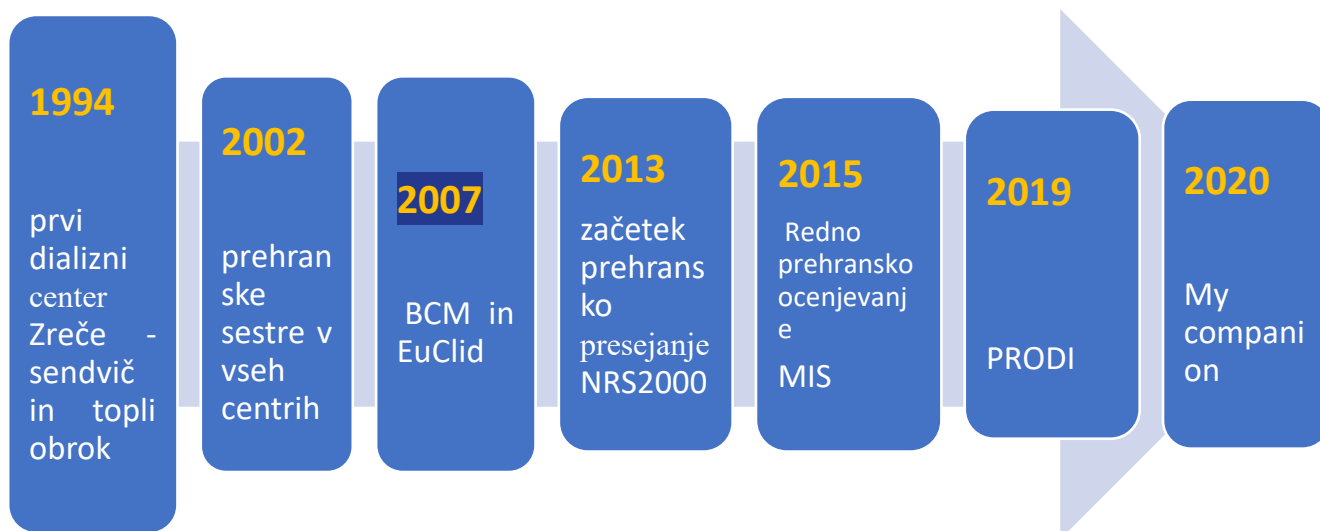 1994
prvi
dializni
center
Zreče -
sendvič
in topli
obrok
2002
prehran
ske
sestre v
vseh
centrih
2007
BCM in
EuClid
2013
začetek
prehrans
ko
presejanje
NRS2000
2015
Redno
prehransko
ocenjevanj
e
MIS
2019
PRODI
2020
My
compani
on